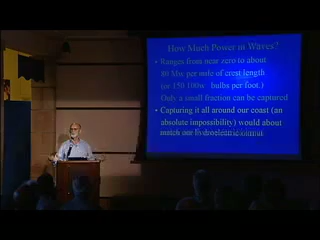 How Much Power in Waves?
• Ranges from near zero to about
80 Mw per mile of crest length
(or 150 100w bulbs per foot.)
Only a small fraction can be captured
• Capturing it all around our coast (an
absolute impossibility) would about
match our hydroelectric output